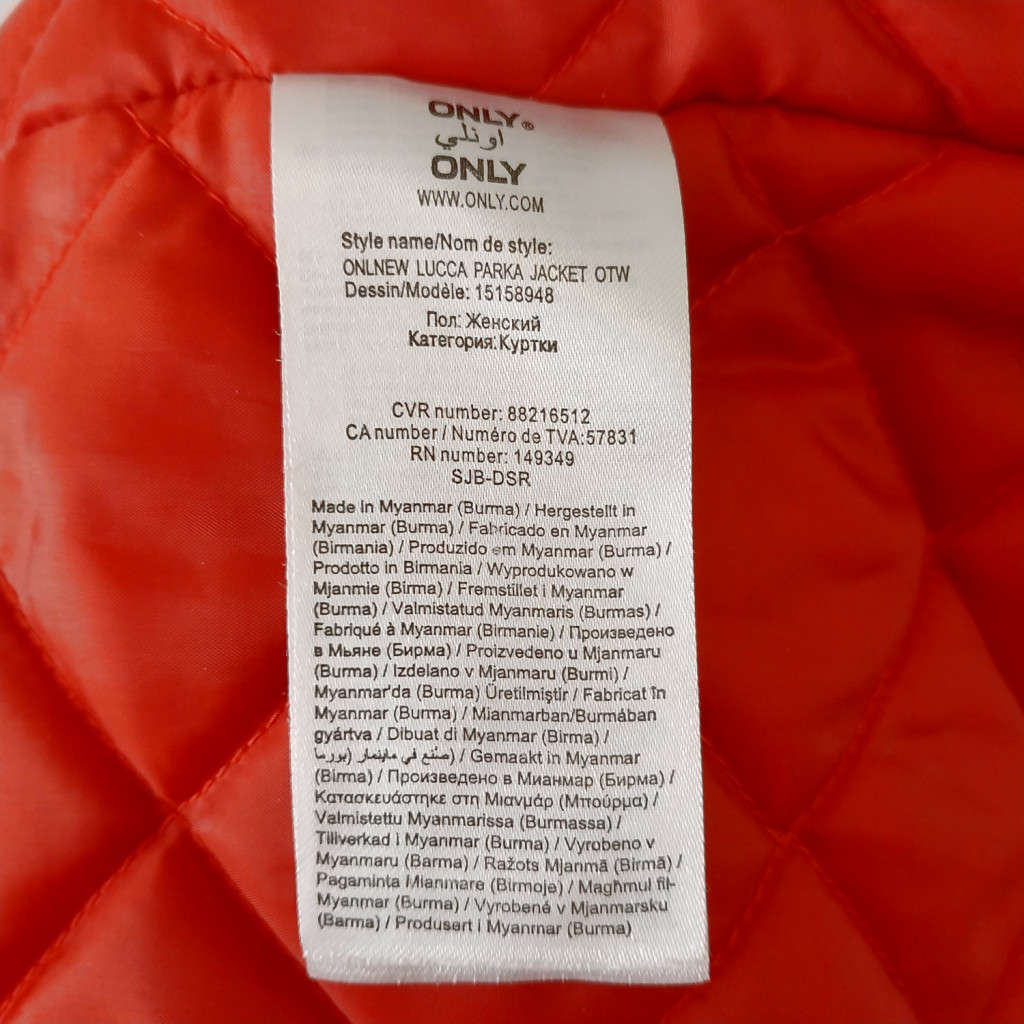 ONLY®
اونلي
ONLY
WWW.ONLY.COM
Style name/Nom de style:
ONLNEW LUCCA PARKA JACKET OTW
Dessin/Modèle: 15158948
Пол: Женский
Категория:Куртки
CVR number: 88216512
CA number / Numéro de TVA:57831
RN number: 149349
SJB-DSR
Made in Myanmar (Burma) / Hergestellt in
Myanmar (Burma) / Fabricado en Myanmar
(Birmania) / Produzido em Myanmar (Burma) /
Prodotto in Birmania / Wyprodukowano w
Mjanmie (Birma) / Fremstillet i Myanmar
(Burma) / Valmistatud Myanmaris (Burmas) /
Fabriqué à Myanmar (Birmanie) / Произведено
в Мьяне (Бирма) / Proizvedeno u Mjanmaru
(Burma) / Izdelano v Mjanmaru (Burmi) /
Myanmar'da (Burma) Üretilmiştir / Fabricat în
Myanmar (Burma) / Mianmarban/Burmában
gyártva / Dibuat di Myanmar (Birma) /
صنع في ماينمار (بورما) / Gemaakt in Myanmar
(Birma) / Произведено в Мианмар (Бирма) /
Κατασκευάστηκε στη Μιανμάρ (Μπούρμα) /
Valmistettu Myanmarissa (Burmassa) /
Tillverkad i Myanmar (Burma) / Vyrobeno v
Myanmaru (Barma) / Ražots Mjanmā (Birmā) /
Pagaminta Mianmare (Birmoje) / Magħmul fil-
Myanmar (Burma) / Vyrobené v Mjanmarsku
(Barma) / Produsert i Myanmar (Burma)